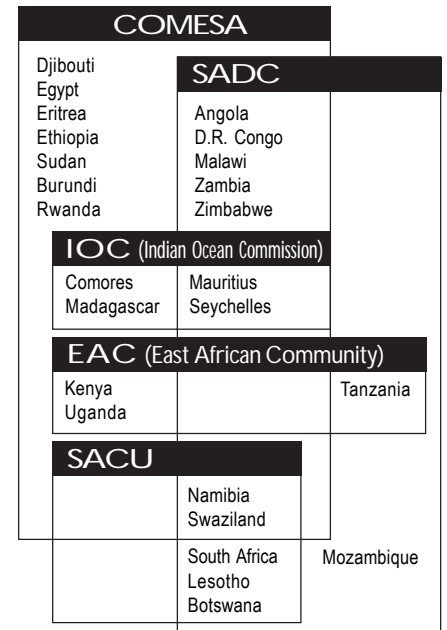 COMESA
Djibouti
Egypt
Eritrea
Ethiopia
Sudan
Burundi
Rwanda
SADC
Angola
D.R. Congo
Malawi
Zambia
Zimbabwe
IOC (Indian Ocean Commission)
Comores
Madagascar
Mauritius
Seychelles
EAC (East African Community)
Kenya
Uganda
Tanzania
SACU
Namibia
Swaziland
South Africa
Lesotho
Botswana
Mozambique